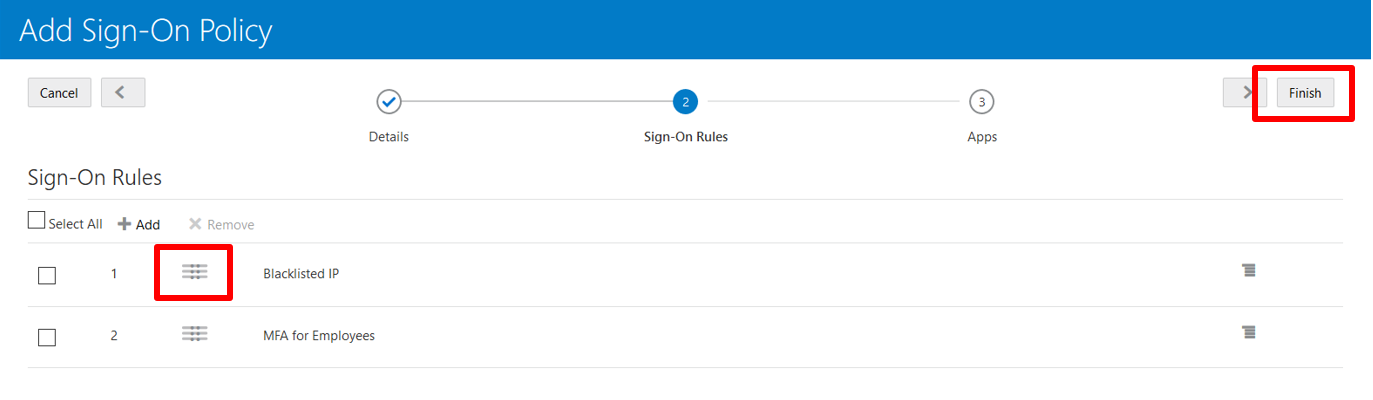 Add Sign-On Policy
Cancel
Finish
2
3
Details
Sign-On Rules
Apps
Sign-On Rules
Select All
Add
Remove
1
Blacklisted IP
2
MFA for Employees